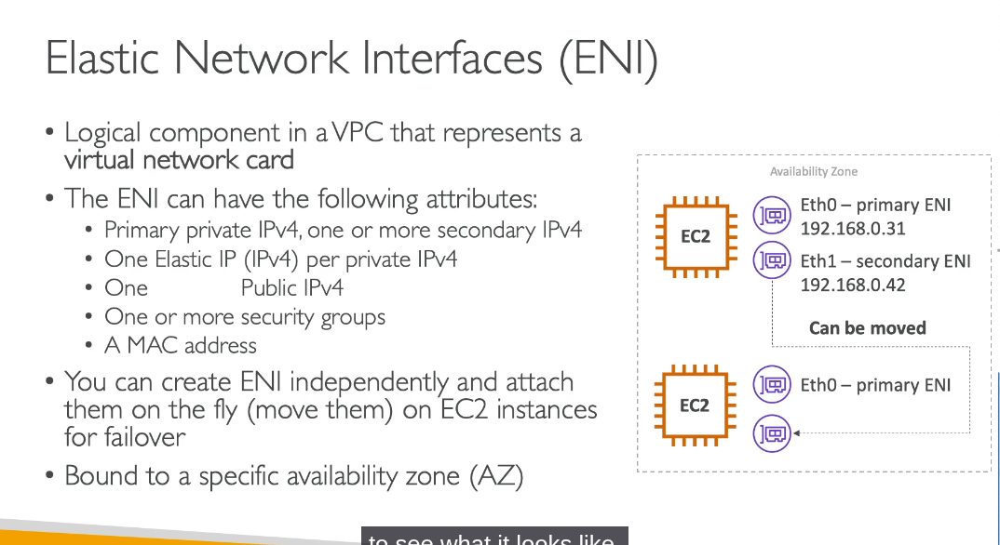 Elastic Network Interfaces (ENI)
• Logical component in a VPC that represents a
virtual network card
• The ENI can have the following attributes:
• Primary private IPv4, one or more secondary IPv4
• One Elastic IP (IPv4) per private IPv4
• One Public IPv4
• One or more security groups
• A MAC address
• You can create ENI independently and attach
them on the fly (move them) on EC2 instances
for failover
• Bound to a specific availability zone (AZ)
Availability Zone
EC2
Eth0 – primary ENI
192.168.0.31
Eth1 – secondary ENI
192.168.0.42
Can be moved
EC2
Eth0 – primary ENI
to see what it looks like